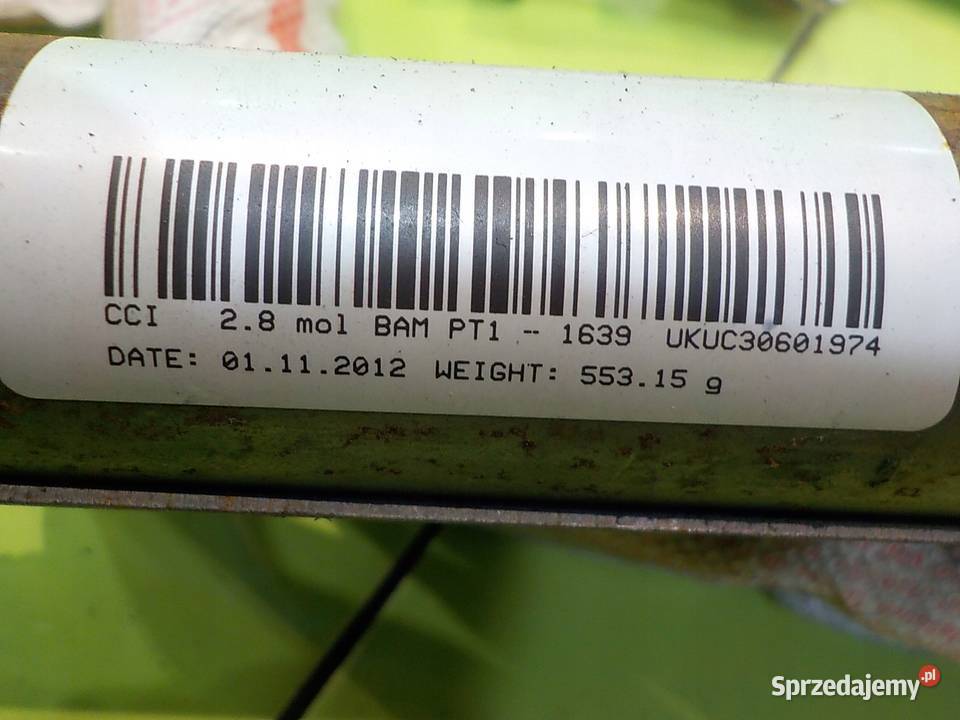 CCI 2.8 mol BAM PT1 -- 1639 UKUC30601974
DATE: 01.11.2012 WEIGHT: 553.15 g
Sprzedajemy.pl